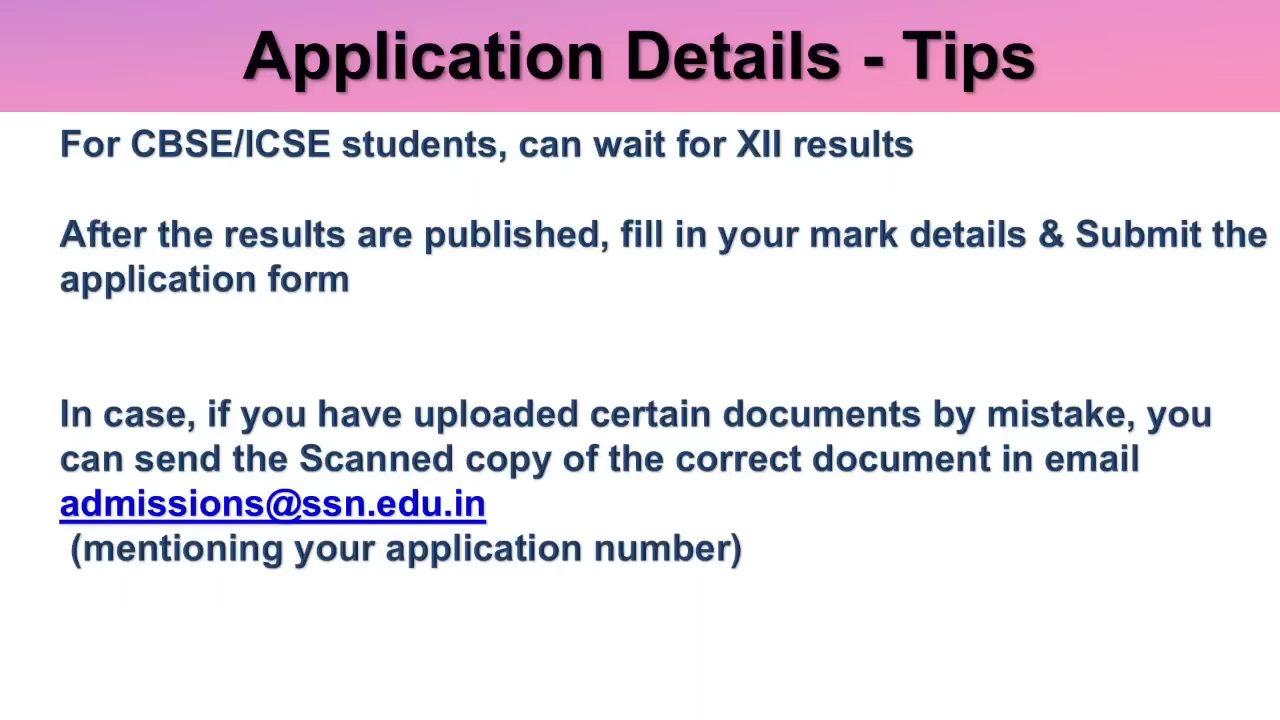 Application Details - Tips
For CBSE/ICSE students, can wait for XII results
After the results are published, fill in your mark details & Submit the
application form
In case, if you have uploaded certain documents by mistake, you
can send the Scanned copy of the correct document in email
admissions@ssn.edu.in
(mentioning your application number)